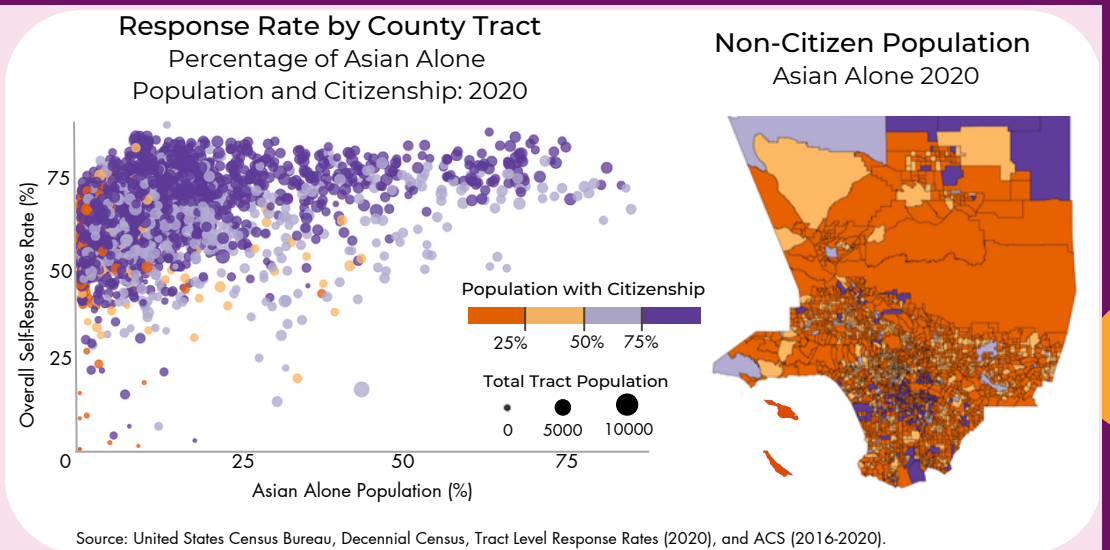 Response Rate by County Tract
Percentage of Asian Alone
Population and Citizenship: 2020
Non-Citizen Population
Asian Alone 2020
Overall Self-Response Rate (%)
75
50
25
0
25
50
75
Asian Alone Population (%)
Population with Citizenship
25%
50%
75%
Total Tract Population
0
5000
10000
Source: United States Census Bureau, Decennial Census, Tract Level Response Rates (2020), and ACS (2016-2020).